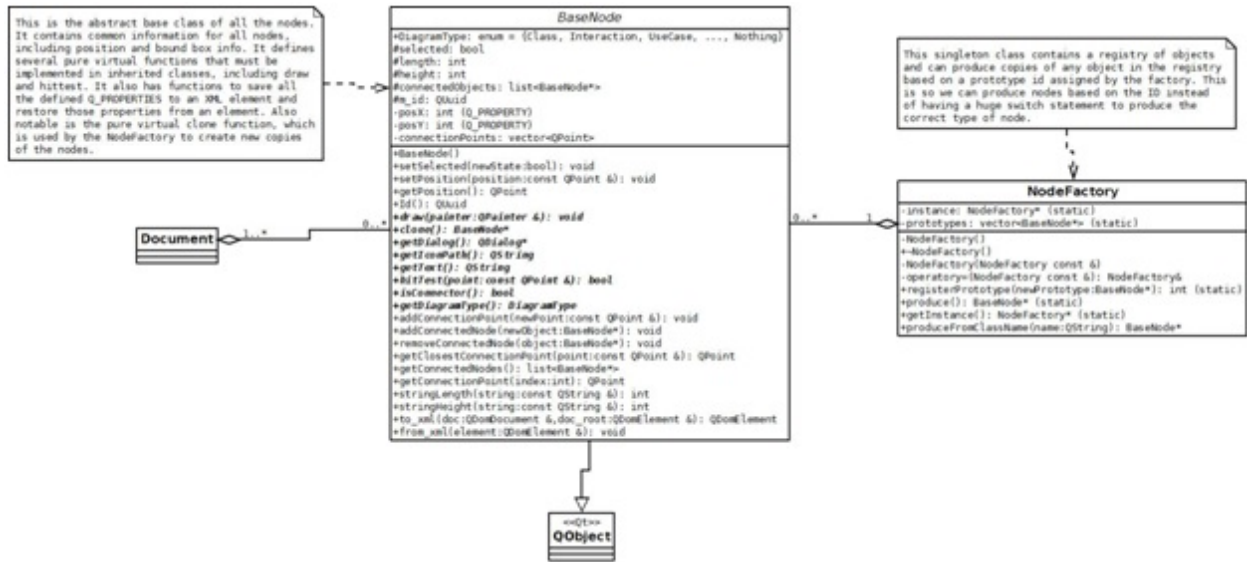 This is the abstract base class of all the nodes.
It contains common information for all nodes,
including position and bound box info. It defines
several pure virtual functions that must be
implemented in inherited classes, including draw
and hittest. It also has functions to save all
the defined Q_PROPERTIES to an XML element and
restore those properties from an element. Also
notable is the pure virtual clone function, which
is used by the NodeFactory to create new copies
of the nodes.
BaseNode
+DiagramType: enum = {Class, Interaction, UseCase, ..., Nothing}
#selected: bool
#length: int
#height: int
#connectedObjects: list<BaseNode*>
#m_id: QUuid
-posX: int (Q_PROPERTY)
-posY: int (Q_PROPERTY)
-connectionPoints: vector<QPoint>
+BaseNode()
+setSelected(newState:bool): void
+setPosition(position:const QPoint &): void
+getPosition(): QPoint
+Id(): QUuid
+draw(painter:QPainter &): void
+clone(): BaseNode*
+getDialog(): QDialog*
+getIconPath(): QString
+getText(): QString
+hitTest(point:const QPoint &): bool
+isConnector(): bool
+getDiagramType(): DiagramType
+addConnectionPoint(newPoint:const QPoint &): void
+addConnectedNode(newObject:BaseNode*): void
+removeConnectedNode(object:BaseNode*): void
+getClosestConnectionPoint(point:const QPoint &): QPoint
+getConnectedNodes(): list<BaseNode*>
+getConnectionPoint(index:int): QPoint
+stringLength(string:const QString &): int
+stringHeight(string:const QString &): int
+to_xml(doc:QDomDocument &,doc_root:QDomElement &): QDomElement
+from_xml(element:QDomElement &): void
This singleton class contains a registry of objects
and can produce copies of any object in the registry
based on a prototype id assigned by the factory. This
is so we can produce nodes based on the ID instead
of having a huge switch statement to produce the
correct type of node.
NodeFactory
-instance: NodeFactory* (static)
-prototypes: vector<BaseNode*> (static)
-NodeFactory()
+~NodeFactory()
-NodeFactory(NodeFactory const &)
-operator=(NodeFactory const &): NodeFactory&
+registerPrototype(newPrototype:BaseNode*): int (static)
+produce(): BaseNode* (static)
+getInstance(): NodeFactory* (static)
+produceFromClassName(name:QString): BaseNode*
Document
1..*
0..*
0..*
1
<<Qt>>
QObject